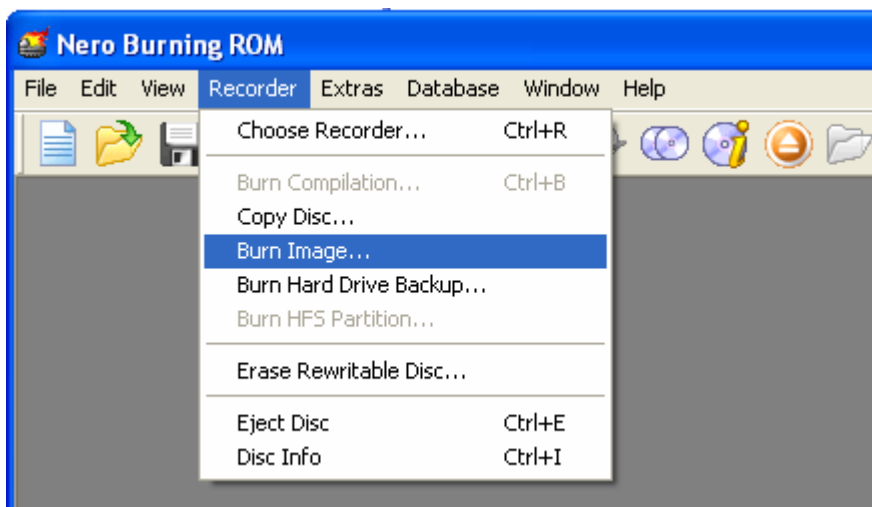 Nero Burning ROM
File Edit View Recorder Extras Database Window Help
Choose Recorder... Ctrl+R
Burn Compilation... Ctrl+B
Copy Disc...
Burn Image...
Burn Hard Drive Backup...
Burn HFS Partition...
Erase Rewritable Disc...
Eject Disc Ctrl+E
Disc Info Ctrl+I